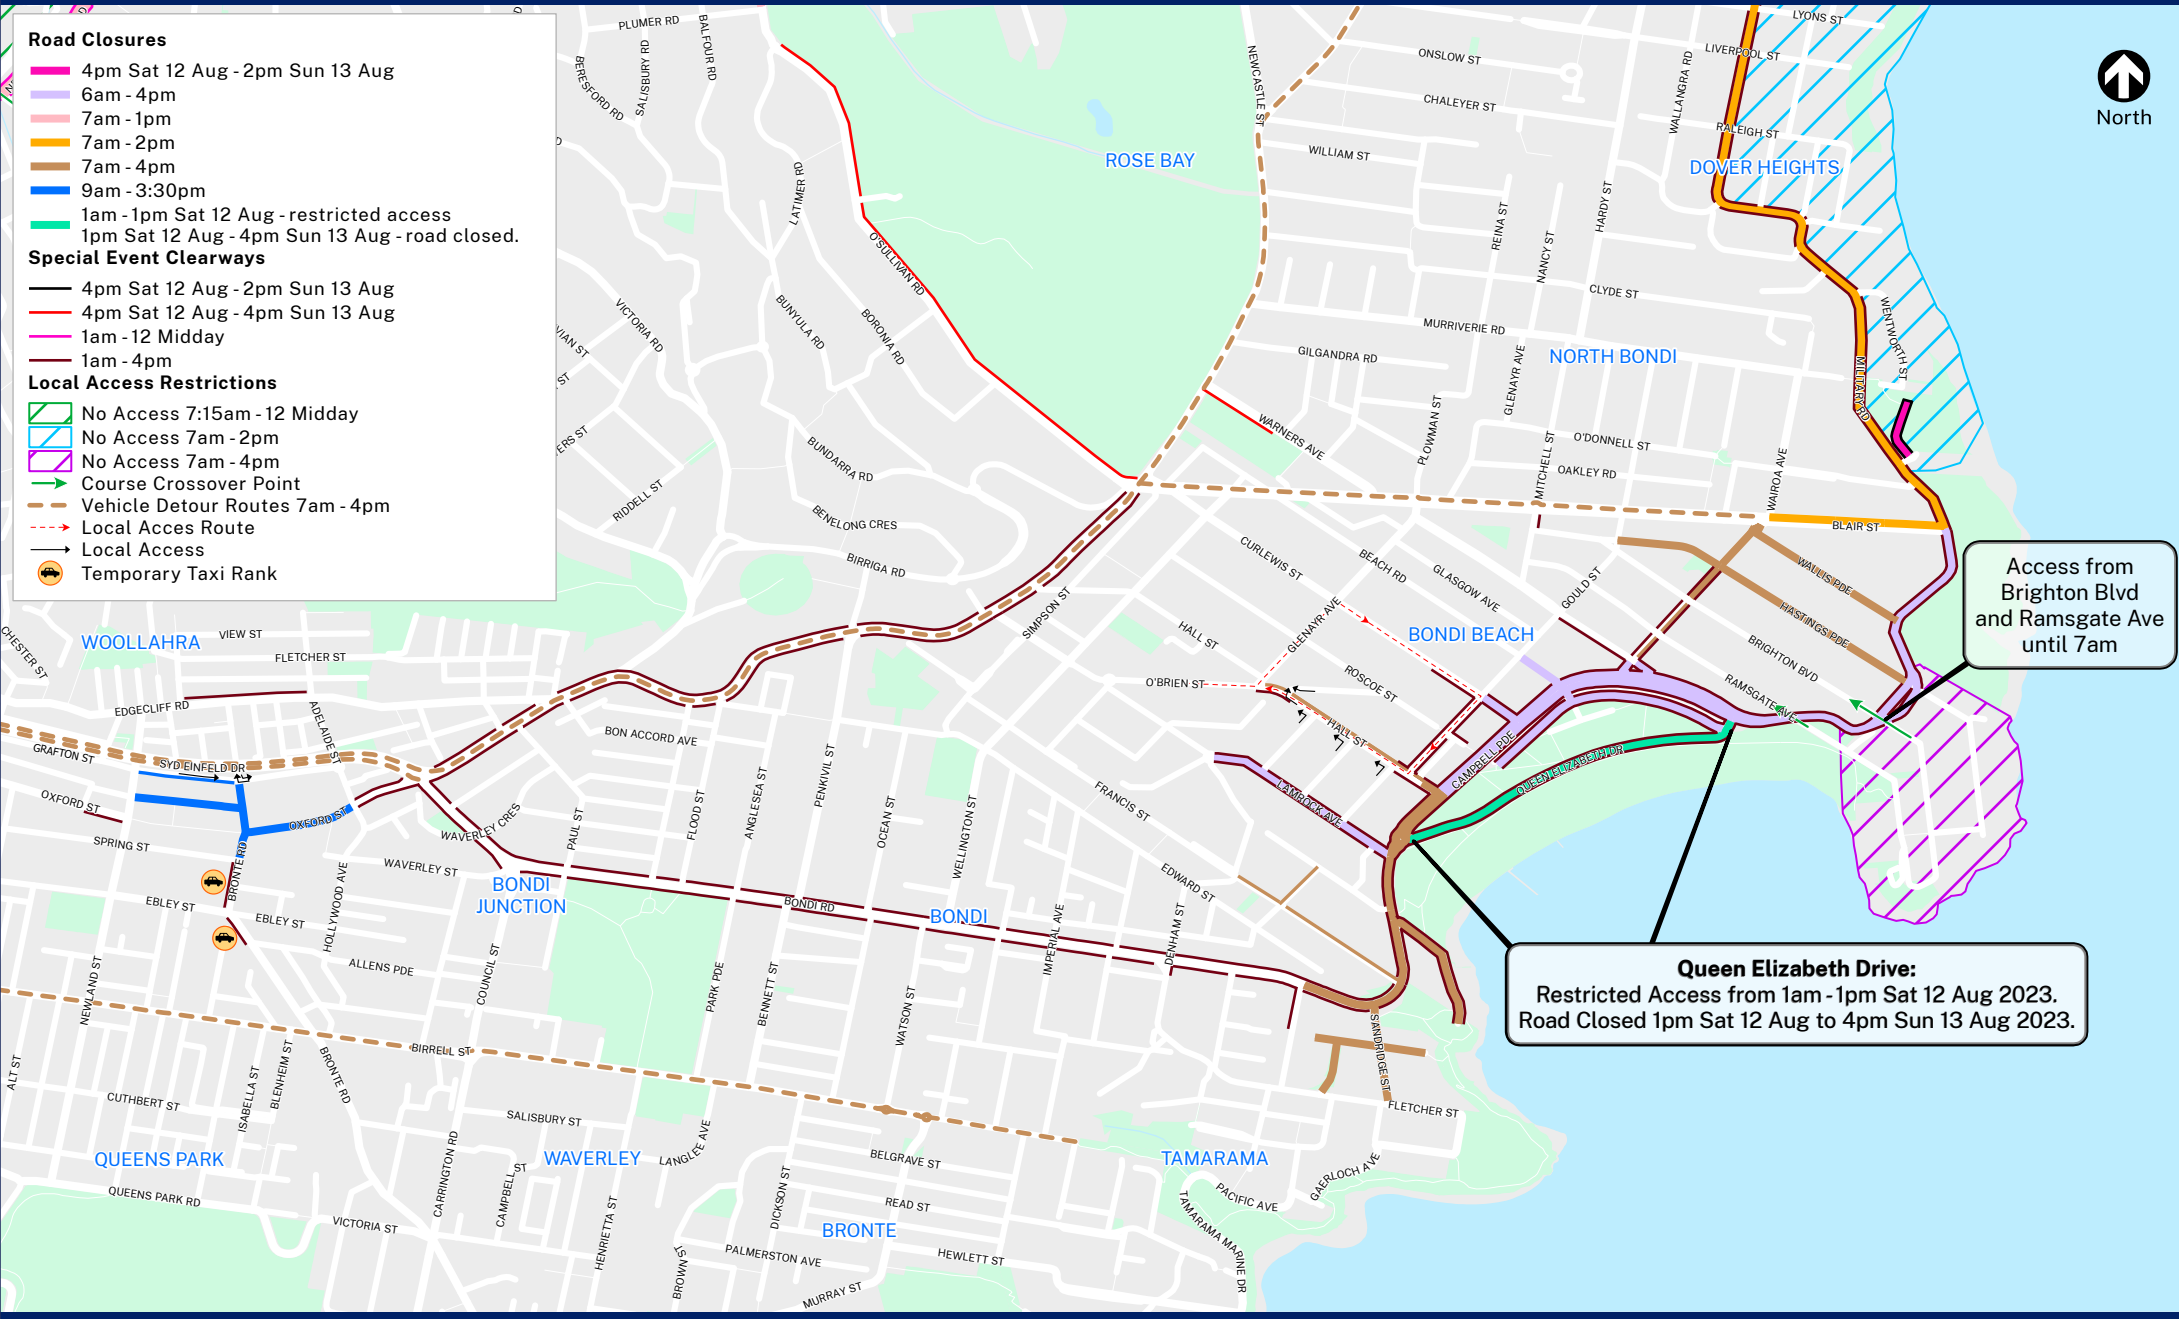 Road Closures
4pm Sat 12 Aug - 2pm Sun 13 Aug
6am - 4pm
7am - 1pm
7am - 2pm
7am - 4pm
9am - 3:30pm
1am - 1pm Sat 12 Aug - restricted access
1pm Sat 12 Aug - 4pm Sun 13 Aug - road closed.
Special Event Clearways
4pm Sat 12 Aug - 2pm Sun 13 Aug
4pm Sat 12 Aug - 4pm Sun 13 Aug
1am - 12 Midday
1am - 4pm
Local Access Restrictions
No Access 7:15am - 12 Midday
No Access 7am - 2pm
No Access 7am - 4pm
Course Crossover Point
Vehicle Detour Routes 7am - 4pm
Local Acces Route
Local Access
Temporary Taxi Rank
North
PLUMER RD
BALFOUR RD
SALISBURY RD
BERESFORD RD
LATIMER RD
O'SULLIVAN RD
VICTORIA RD
BUNYULA RD
BORONIA RD
VIAN ST
ST
ERS ST
BUNDARRA RD
RIDDELL ST
BENELONG CRES
BIRRIGA RD
ROSE BAY
NEWCASTLE ST
ONSLOW ST
CHALEYER ST
WILLIAM ST
LYONS ST
LIVERPOOL ST
WALLANGRA RD
RALEIGH ST
DOVER HEIGHTS
HARDY ST
REINA ST
NANCY ST
CLYDE ST
MURRIVERIE RD
GILGANDRA RD
NORTH BONDI
GLENAYR AVE
WENTWORTH ST
MILITARY RD
PLOWMAN ST
WARNERS AVE
O'DONNELL ST
OAKLEY RD
MITCHELL ST
WAIROA AVE
BLAIR ST
CURLEWIS ST
BEACH RD
GLASGOW AVE
GOULD ST
WALLIS PDE
HASTINGS PDE
BRIGHTON BVD
RAMSGATE AVE
Access from
Brighton Blvd
and Ramsgate Ave
until 7am
SIMPSON ST
HALL ST
GLENAYR AVE
BONDI BEACH
O'BRIEN ST
ROSCOE ST
HALL ST
CAMPBELL PDE
QUEEN ELIZABETH DR
LAMROCK AVE
FRANCIS ST
EDWARD ST
WOOLLAHRA
CHESTER ST
VIEW ST
FLETCHER ST
EDGECLIFF RD
ADELAIDE ST
GRAFTON ST
SYD EINFELD DR
OXFORD ST
OXFORD ST
SPRING ST
BRONTE RD
EBLEY ST
EBLEY ST
HOLLYWOOD AVE
WAVERLEY ST
WAVERLEY CRES
PAUL ST
BON ACCORD AVE
FLOOD ST
ANGLESEA ST
PENKIVIL ST
OCEAN ST
WELLINGTON ST
BONDI
JUNCTION
BONDI RD
BONDI
IMPERIAL AVE
DENHAM ST
NEWLAND ST
ALLENS PDE
COUNCIL ST
PARK PDE
BENNETT ST
WATSON ST
Queen Elizabeth Drive:
Restricted Access from 1am - 1pm Sat 12 Aug 2023.
Road Closed 1pm Sat 12 Aug to 4pm Sun 13 Aug 2023.
SANDRIDGE ST
FLETCHER ST
ALT ST
BIRRELL ST
ISABELLA ST
BLENHEIM ST
BRONTE RD
CUTHBERT ST
SALISBURY ST
QUEENS PARK
CARRINGTON RD
WAVERLEY
LANGLEE AVE
BELGRAVE ST
TAMARAMA
GAERLOCH AVE
PACIFIC AVE
QUEENS PARK RD
VICTORIA ST
CAMPBELL ST
HENRIETTA ST
DICKSON ST
READ ST
BRONTE
TAMARAMA MARINE DR
BROWN ST
PALMERSTON AVE
HEWLETT ST
MURRAY ST